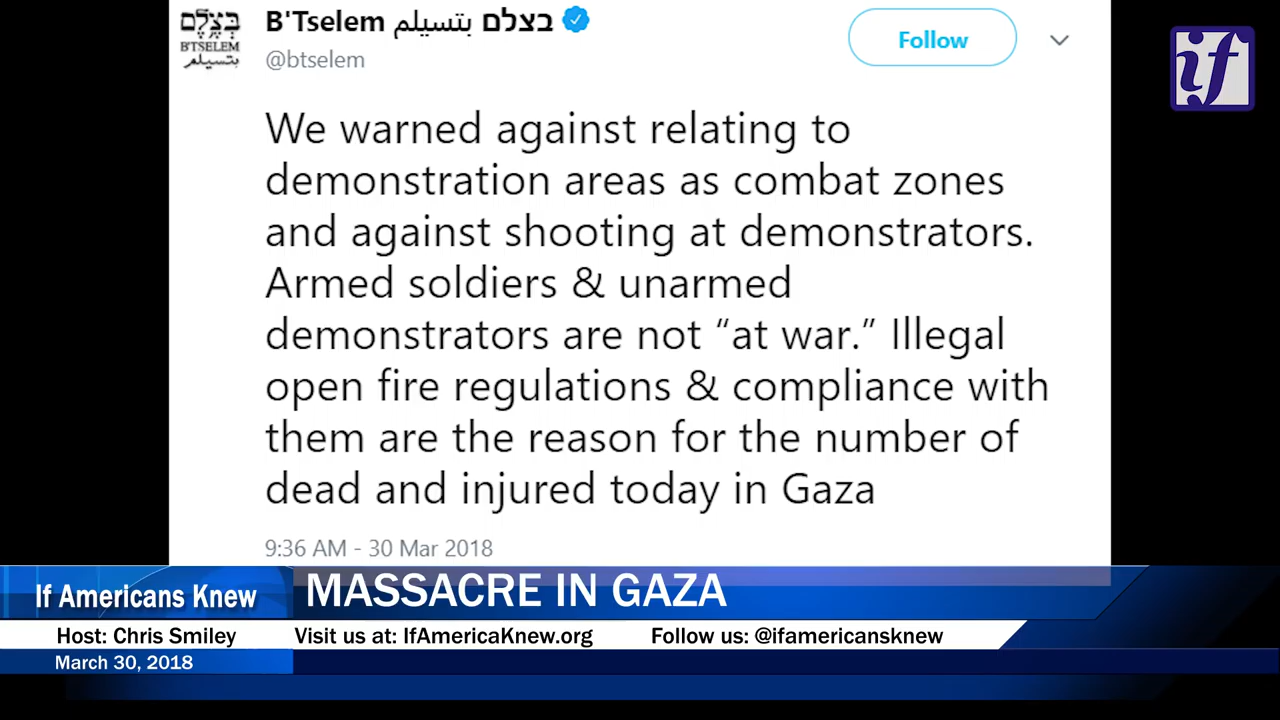 בְּצֶלֶם
B'TSELEM
بتسيلم
B'Tselem بتسيلم בצלם
@btselem
Follow
if
We warned against relating to
demonstration areas as combat zones
and against shooting at demonstrators.
Armed soldiers & unarmed
demonstrators are not “at war.” Illegal
open fire regulations & compliance with
them are the reason for the number of
dead and injured today in Gaza
9:36 AM - 30 Mar 2018
If Americans Knew
MASSACRE IN GAZA
Host: Chris Smiley Visit us at: IfAmericaKnew.org Follow us: @ifamericansknew
March 30, 2018